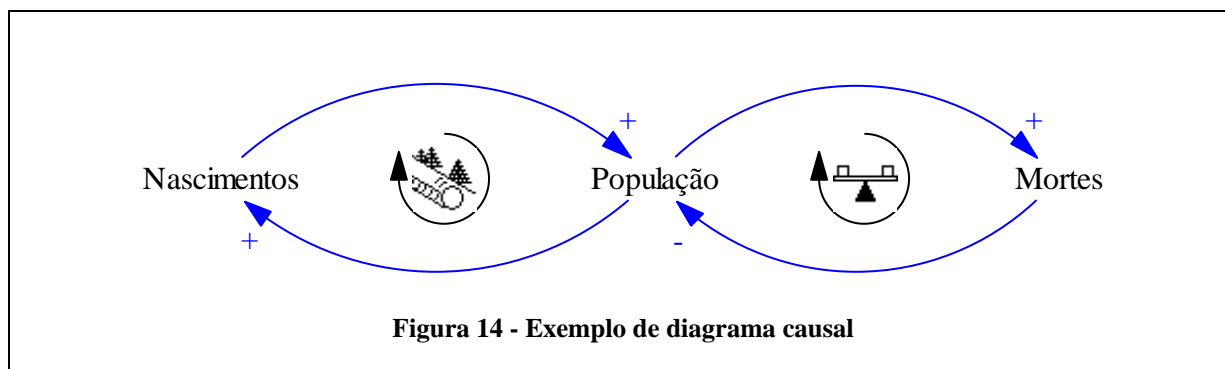 +
+
Nascimentos
População
Mortes
+
-
Figura 14 - Exemplo de diagrama causal